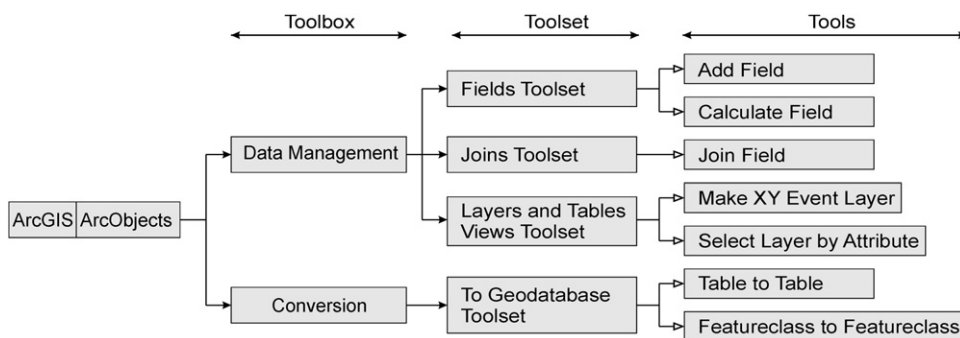 Toolbox
Toolset
Tools
Add Field
Fields Toolset
Calculate Field
Data Management
Joins Toolset
Join Field
Make XY Event Layer
ArcGIS ArcObjects
Layers and Tables
Views Toolset
Select Layer by Attribute
Table to Table
Conversion
To Geodatabase
Toolset
Featureclass to Featureclass